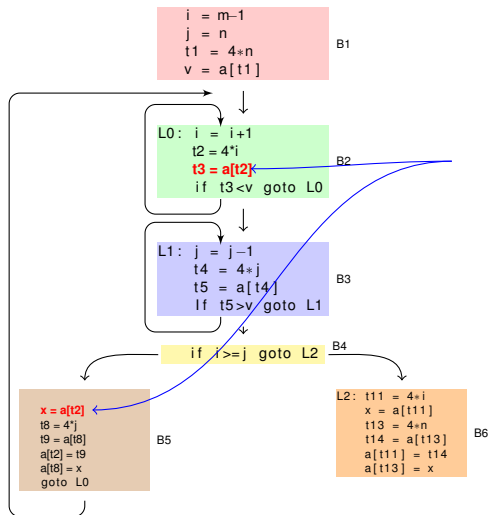 i = m-1
j = n
t1 = 4*n
v = a[t1]
B1
L0: i = i+1
t2=4*i
t3 = a[t2]
if t3<v goto L0
B2
L1: j = j-1
t4 = 4*j
t5 = a[t4]
If t5>v goto L1
B3
if i>=j goto L2
B4
x = a[t2]
t8=4*j
t9=a[t8]
a[t2]=t9
a[t8]=x
goto L0
B5
L2: t11 = 4*i
x = a[t11]
t13 = 4*n
t14 = a[t13]
a[t11] = t14
a[t13] = x
B6